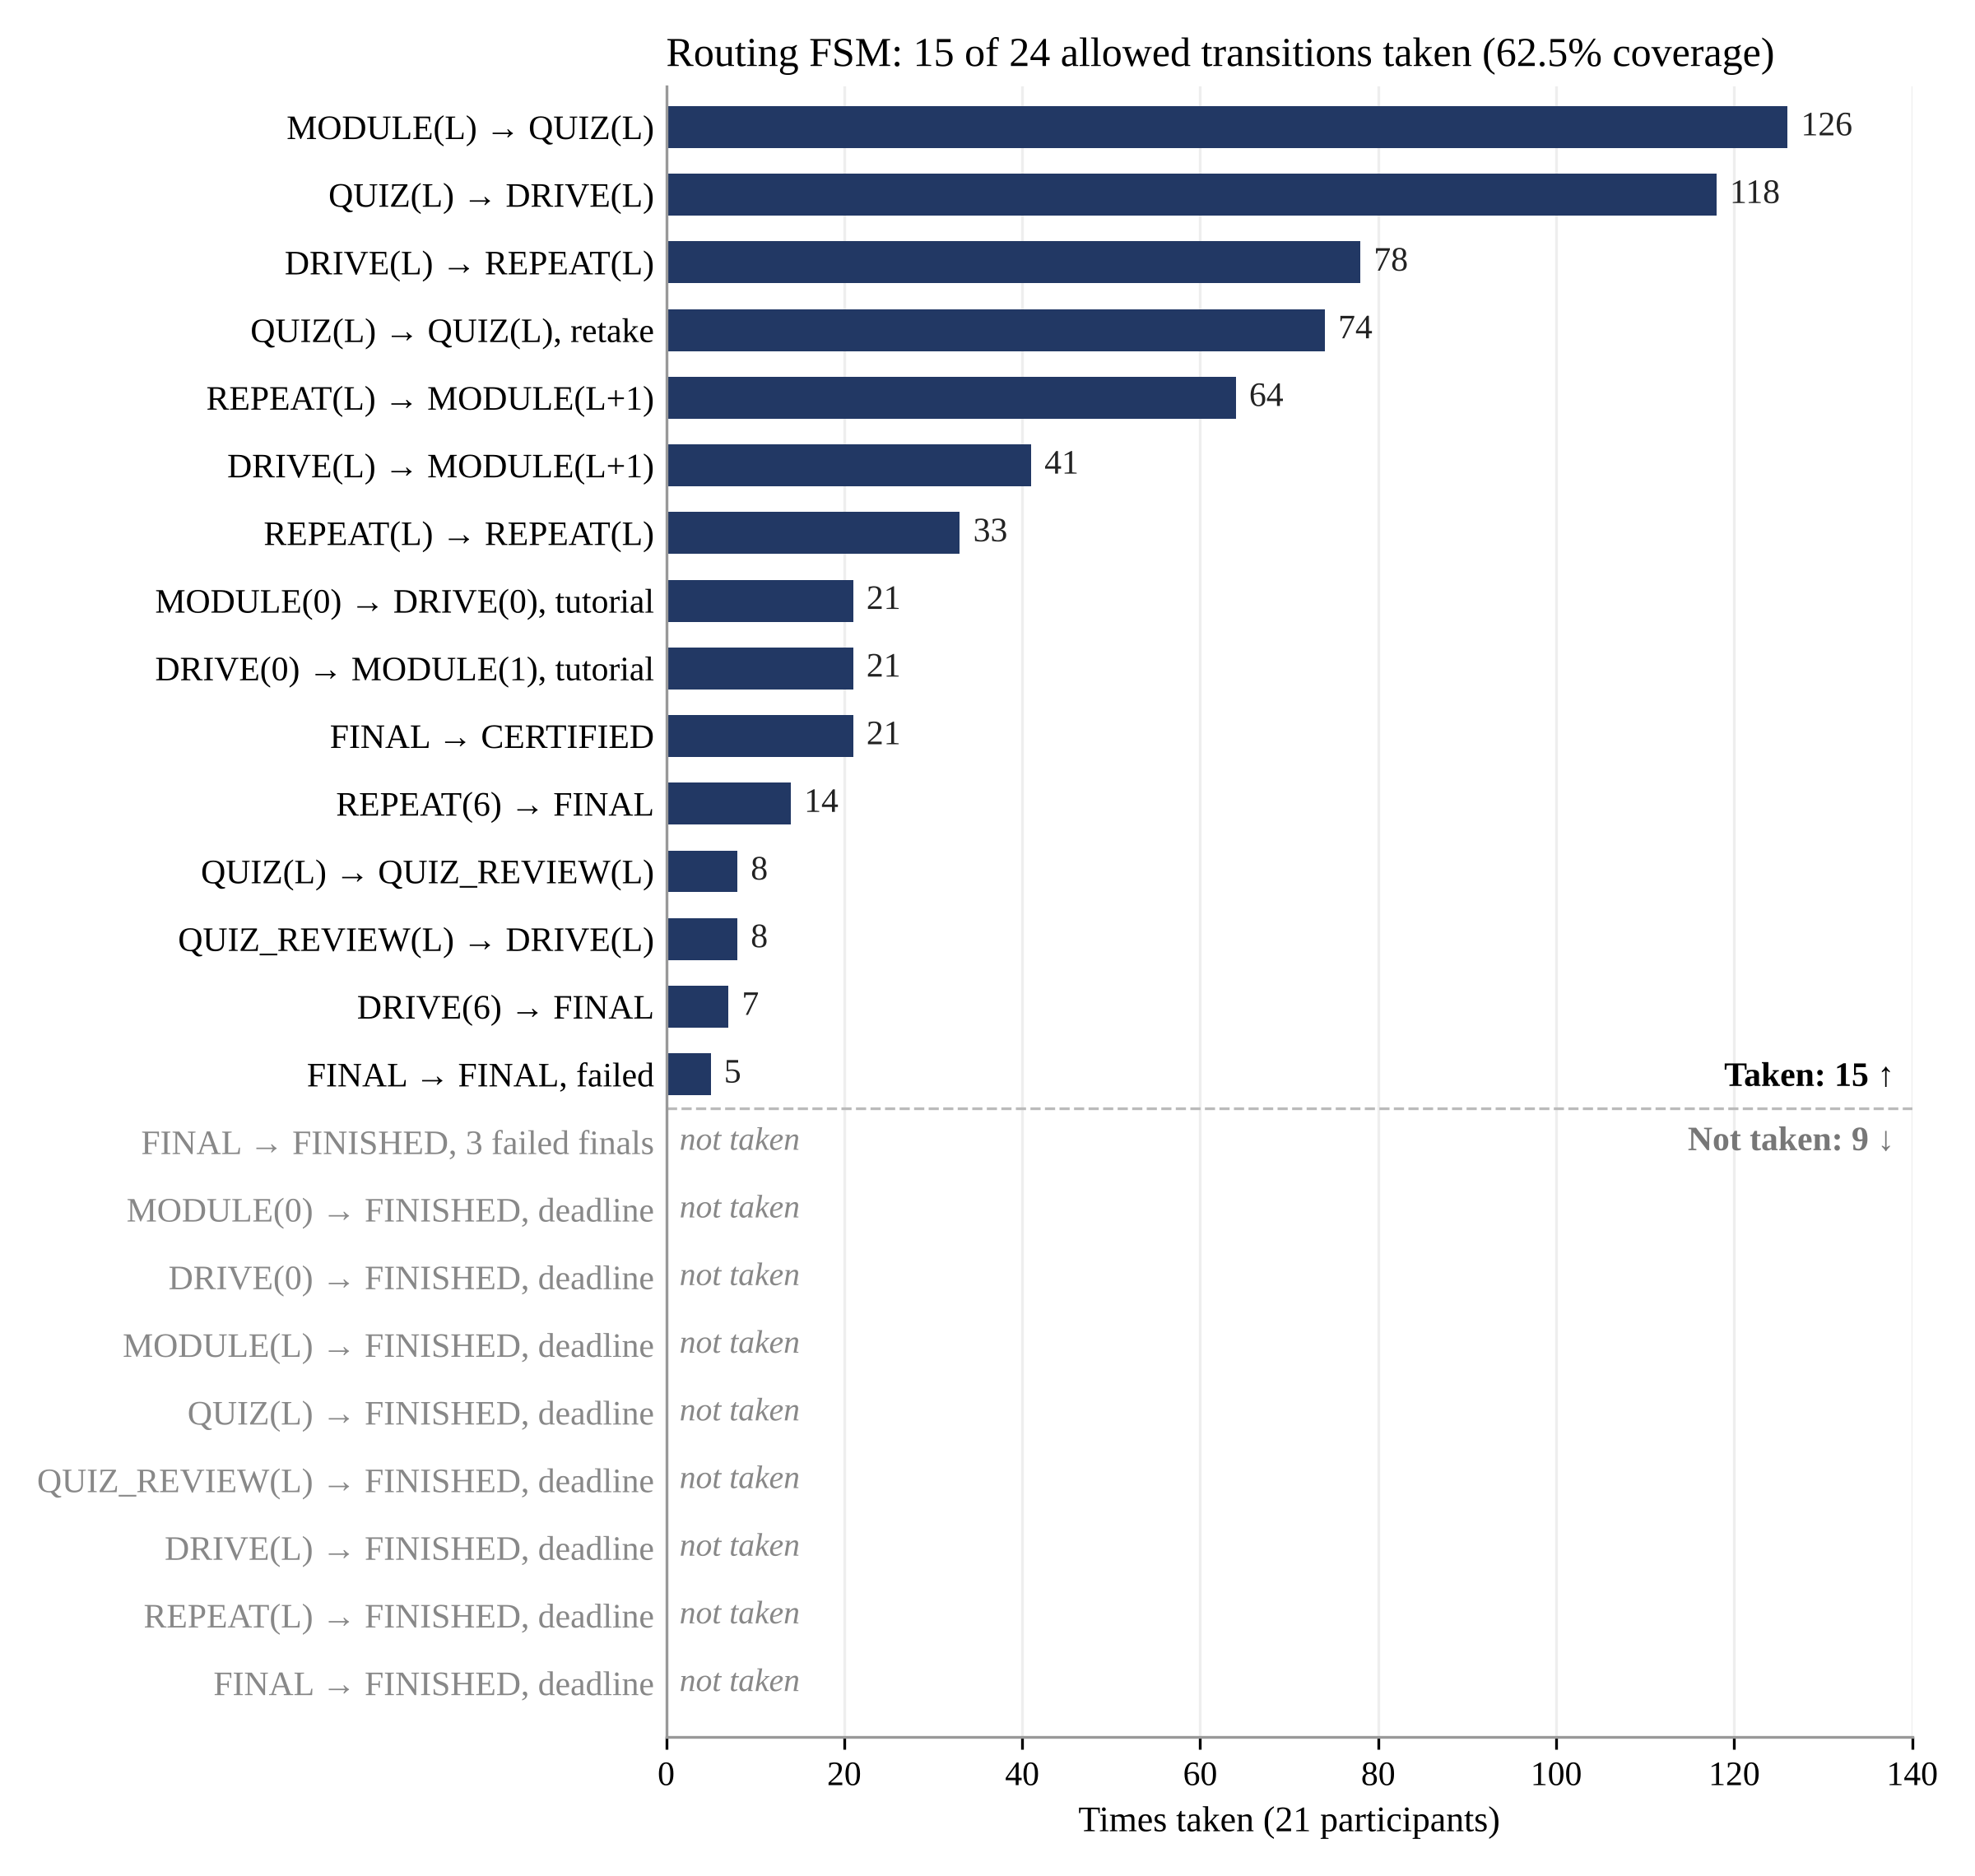 Routing FSM: 15 of 24 allowed transitions taken (62.5% coverage)
MODULE(L) → QUIZ(L) 126
QUIZ(L) → DRIVE(L) 118
DRIVE(L) → REPEAT(L) 78
QUIZ(L) → QUIZ(L), retake 74
REPEAT(L) → MODULE(L+1) 64
DRIVE(L) → MODULE(L+1) 41
REPEAT(L) → REPEAT(L) 33
MODULE(0) → DRIVE(0), tutorial 21
DRIVE(0) → MODULE(1), tutorial 21
FINAL → CERTIFIED 21
REPEAT(6) → FINAL 14
QUIZ(L) → QUIZ_REVIEW(L) 8
QUIZ_REVIEW(L) → DRIVE(L) 8
DRIVE(6) → FINAL 7
FINAL → FINAL, failed 5 Taken: 15 ↑
FINAL → FINISHED, 3 failed finals not taken Not taken: 9 ↓
MODULE(0) → FINISHED, deadline not taken
DRIVE(0) → FINISHED, deadline not taken
MODULE(L) → FINISHED, deadline not taken
QUIZ(L) → FINISHED, deadline not taken
QUIZ_REVIEW(L) → FINISHED, deadline not taken
DRIVE(L) → FINISHED, deadline not taken
REPEAT(L) → FINISHED, deadline not taken
FINAL → FINISHED, deadline not taken
0 20 40 60 80 100 120 140
Times taken (21 participants)